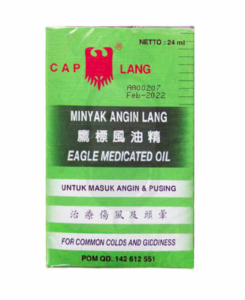 NETTO : 24 ml
CAP LANG
AA00207
Feb-2022
MINYAK ANGIN LANG
鷹標風油精
EAGLE MEDICATED OIL
UNTUK MASUK ANGIN & PUSING
治療傷風及頭暈
FOR COMMON COLDS AND GIDDINESS
POM QD. 142 612 551